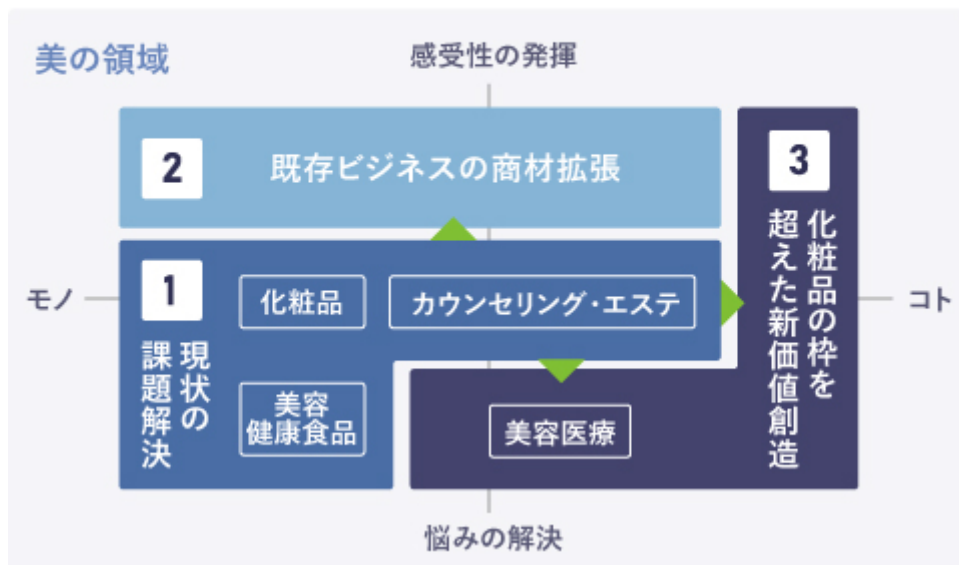 美の領域
感受性の発揮
2
既存ビジネスの商材拡張
3
化粧品の枠を
超えた新価値創造
モノ
1
現状の
課題解決
化粧品
カウンセリング・エステ
コト
美容
健康食品
美容医療
悩みの解決